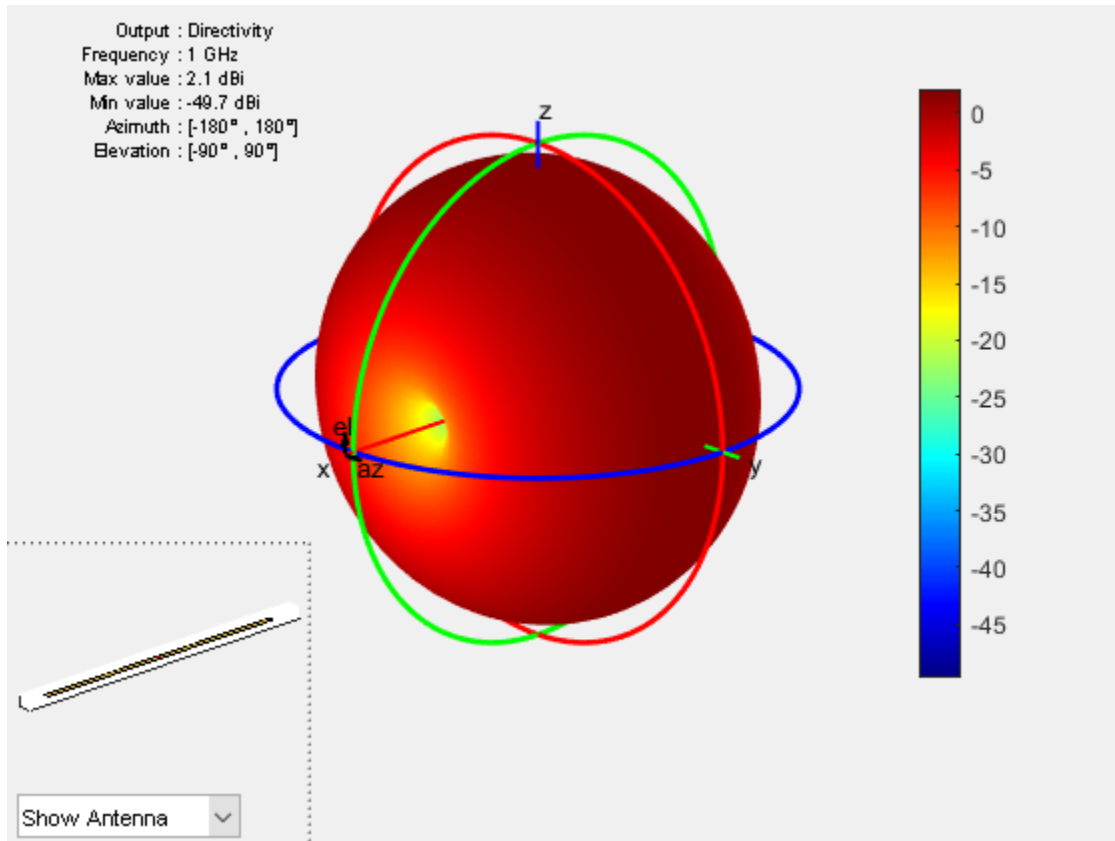 Output : Directivity
Frequency : 1 GHz
Max value : 2.1 dBi
Min value : -49.7 dBi
Azimuth : [-180° , 180°]
Elevation : [-90° , 90°]
z
0
-5
-10
-15
-20
-25
-30
-35
-40
-45
el
x
az
y
Show Antenna